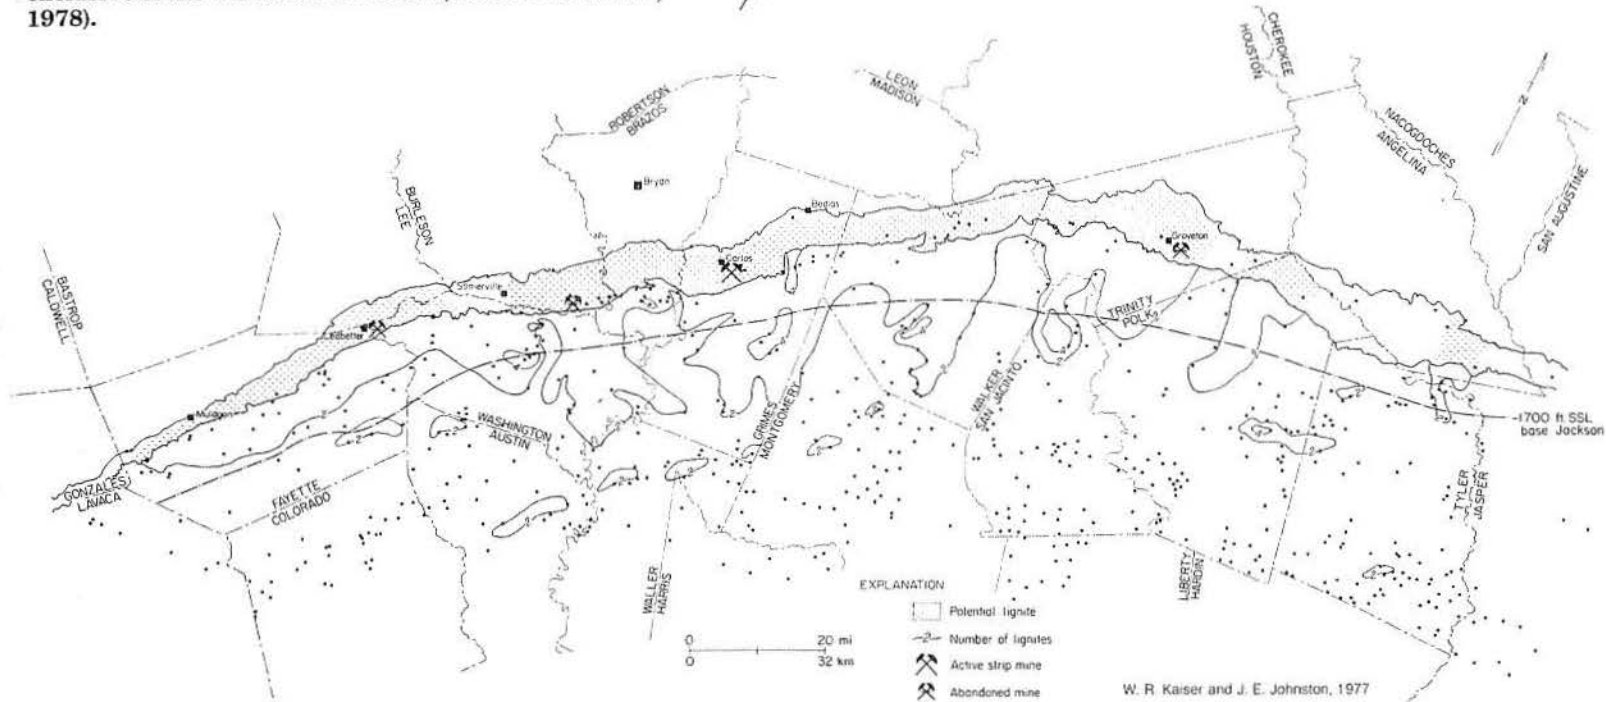 1978).
CHEROKEE
HOUSTON
LEON
MADISON
ROBERTSON
BRAZOS
N
NACOGDOCHES
ANGELINA
SAN AUGUSTINE
Bryan
BURLESON
LEE
Bedias
Groveton
Carlos
Somerville
BASTROP
CALDWELL
Ledbetter
TRINITY
POLK
Muldoon
WALKER
SAN JACINTO
GRIMES
MONTGOMERY
WASHINGTON
AUSTIN
-1700 ft. SSL
base Jackson
GONZALES
LAVACA
FAYETTE
COLORADO
TYLER
JASPER
WALLER
HARRIS
LIBERTY
HARDIN
EXPLANATION
Potential lignite
-2- Number of lignites
Active strip mine
Abandoned mine
0 20 mi
0 32 km
W. R. Kaiser and J. E. Johnston, 1977